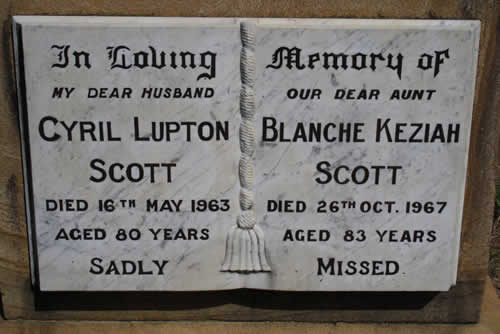 In Loving
MY DEAR HUSBAND
CYRIL LUPTON
SCOTT
DIED 16TH MAY 1963
AGED 80 YEARS
SADLY
Memory of
OUR DEAR AUNT
BLANCHE KEZIAH
SCOTT
DIED 26TH OCT. 1967
AGED 83 YEARS
MISSED